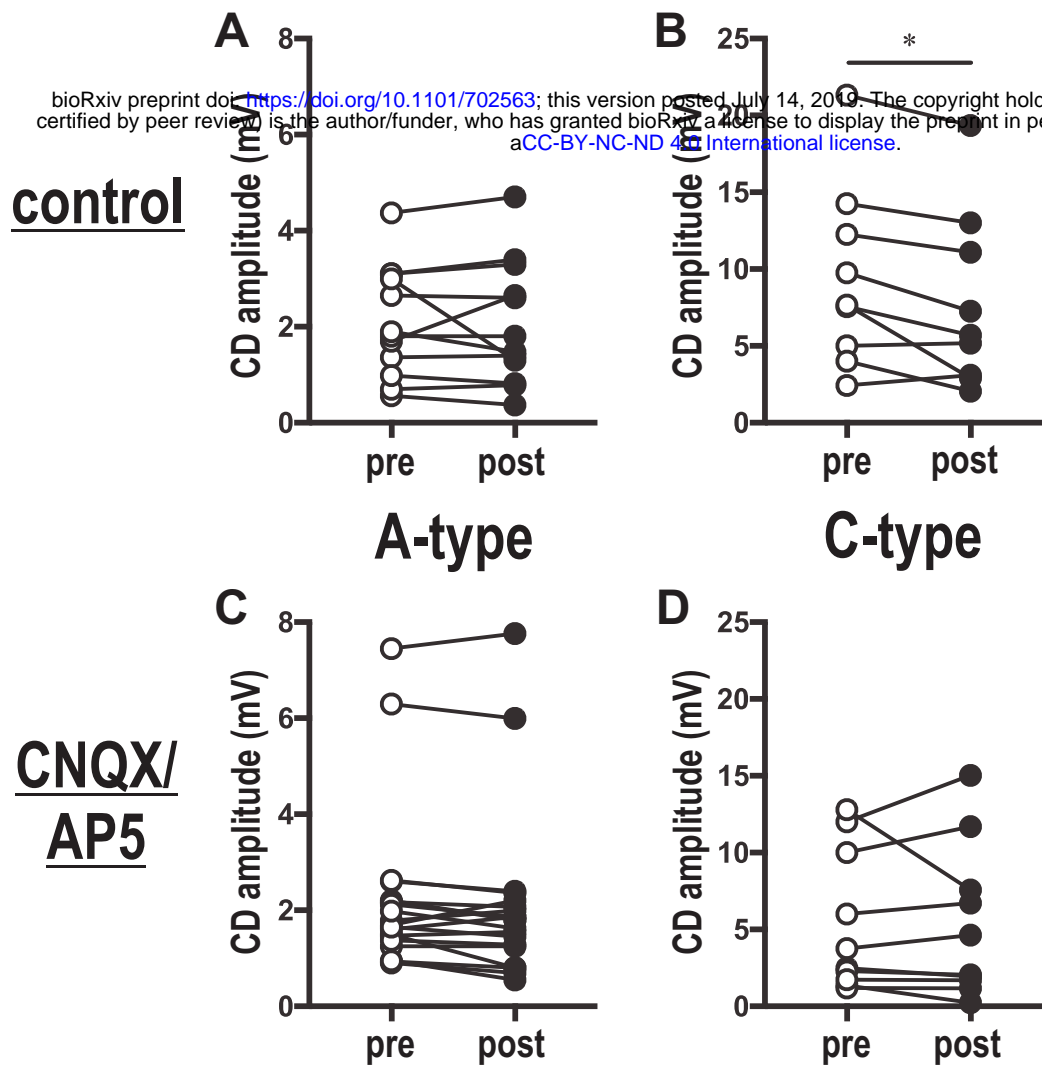 A
B
*
bioRxiv preprint doi: https://doi.org/10.1101/702563; this version posted July 14, 2019. The copyright hold
certified by peer review) is the author/funder, who has granted bioRxiv a license to display the preprint in pe
aCC-BY-NC-ND 4.0 International license.
control
CD amplitude (mV)
8
6
4
2
0
pre post
CD amplitude (mV)
25
20
15
10
5
0
pre post
A-type
C-type
C
D
CNQX/
AP5
CD amplitude (mV)
8
6
4
2
0
pre post
CD amplitude (mV)
25
20
15
10
5
0
pre post